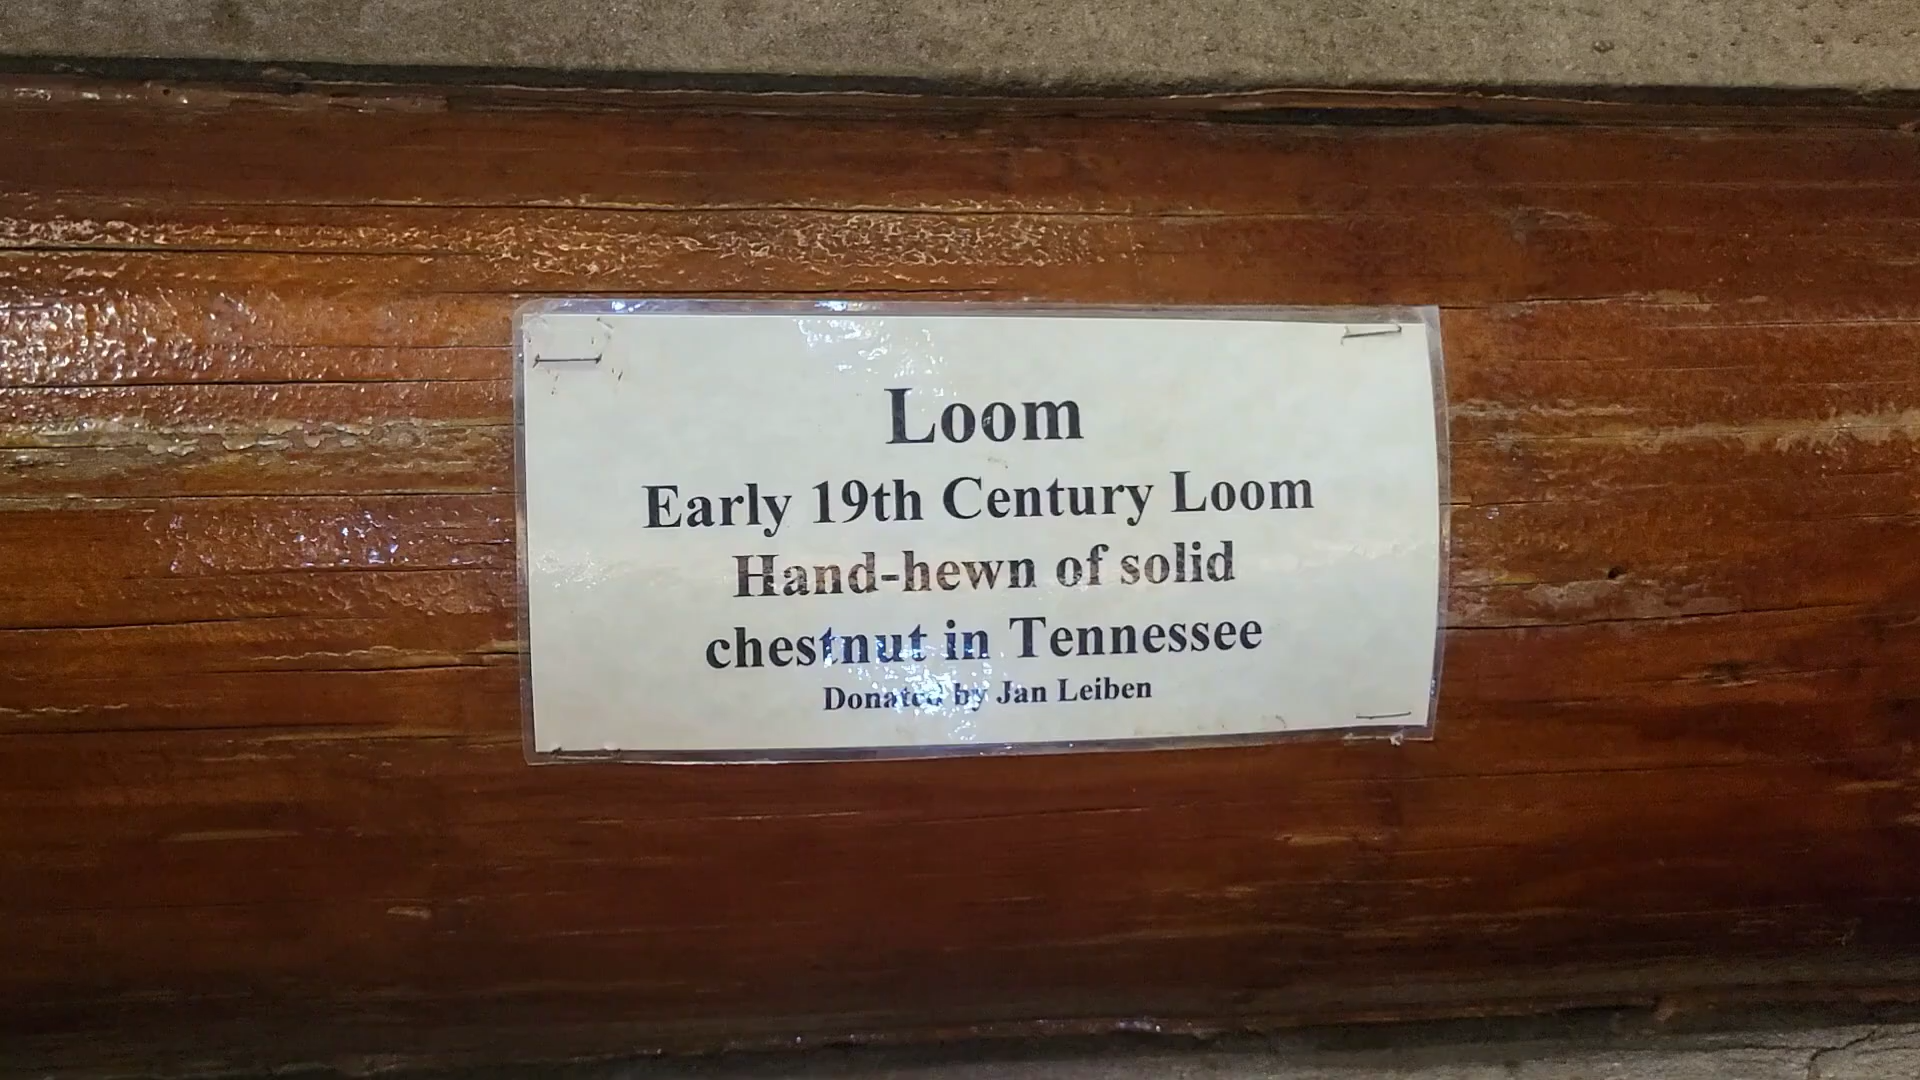 Loom
Early 19th Century Loom
Hand-hewn of solid
chestnut in Tennessee
Donated by Jan Leiben